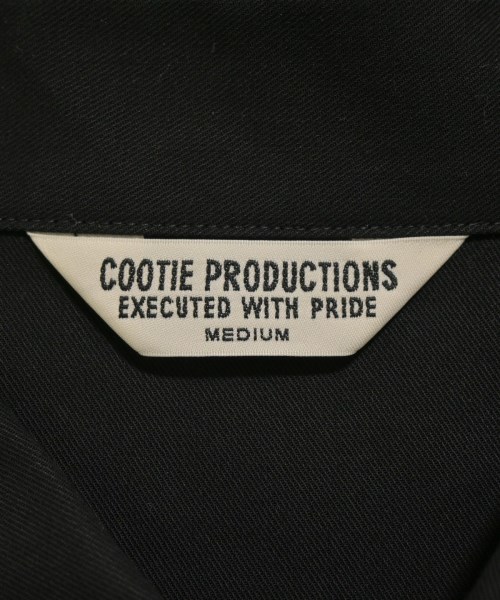 COOTIE PRODUCTIONS
EXECUTED WITH PRIDE
MEDIUM